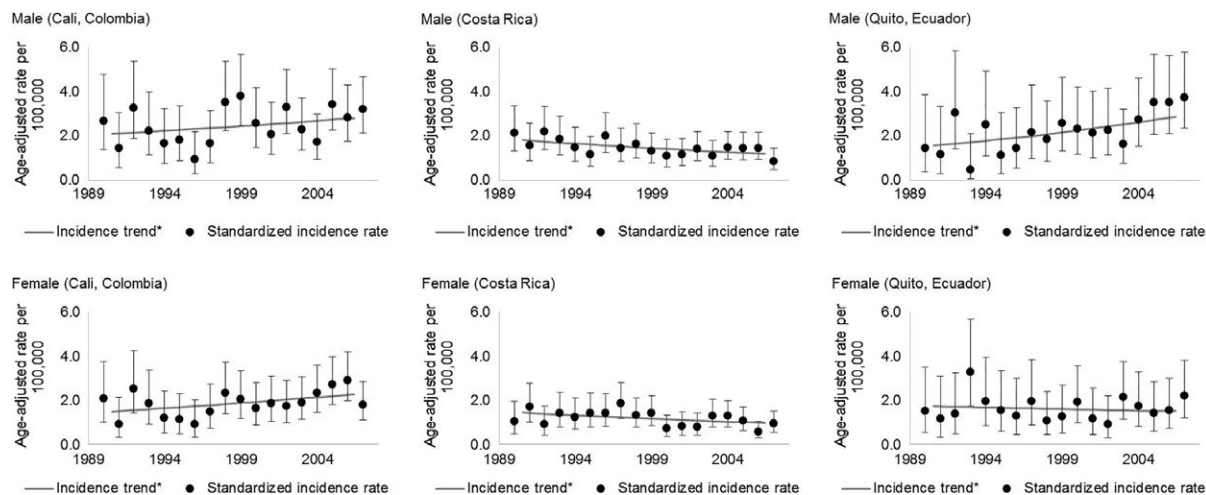 Male (Cali, Colombia)
Age-adjusted rate per
100,000
6.0
4.0
2.0
0.0
1989 1994 1999 2004
Incidence trend* Standardized incidence rate
Male (Costa Rica)
Age-adjusted rate per
100,000
6.0
4.0
2.0
0.0
1989 1994 1999 2004
Incidence trend* Standardized incidence rate
Male (Quito, Ecuador)
Age-adjusted rate per
100,000
6.0
4.0
2.0
0.0
1989 1994 1999 2004
Incidence trend* Standardized incidence rate
Female (Cali, Colombia)
Age-adjusted rate per
100,000
6.0
4.0
2.0
0.0
1989 1994 1999 2004
Incidence trend* Standardized incidence rate
Female (Costa Rica)
Age-adjusted rate per
100,000
6.0
4.0
2.0
0.0
1989 1994 1999 2004
Incidence trend* Standardized incidence rate
Female (Quito, Ecuador)
Age-adjusted rate per
100,000
6.0
4.0
2.0
0.0
1989 1994 1999 2004
Incidence trend* Standardized incidence rate